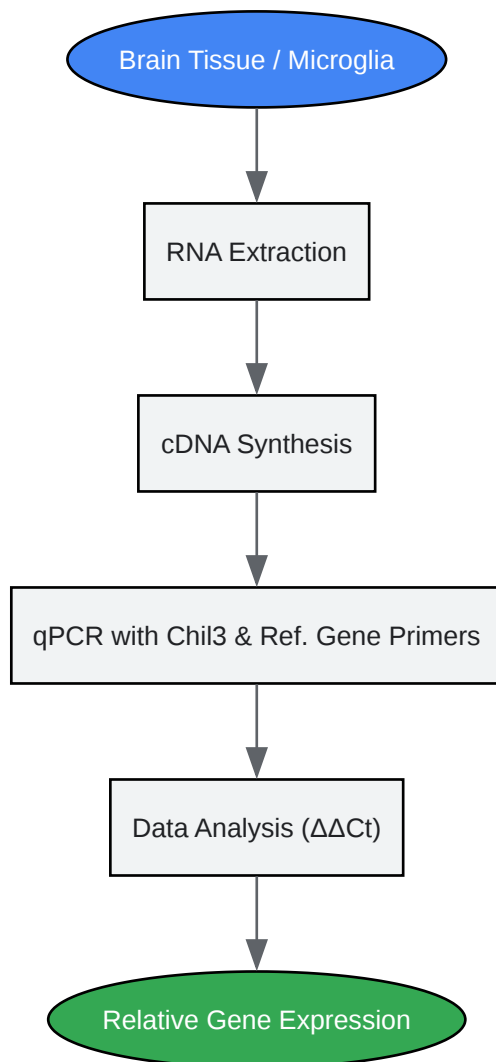 Brain Tissue / Microglia
RNA Extraction
cDNA Synthesis
qPCR with Chil3 & Ref. Gene Primers
Data Analysis (ΔΔCt)
Relative Gene Expression